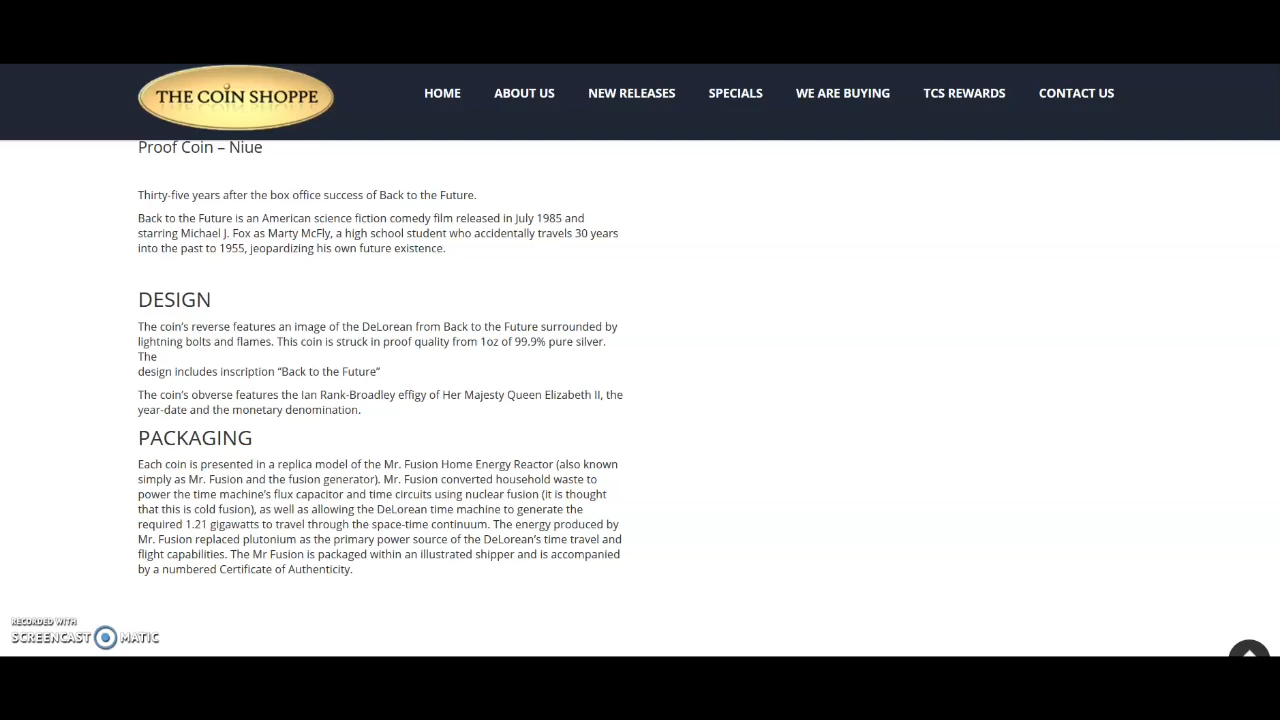 THE COIN SHOPPE
HOME
ABOUT US
NEW RELEASES
SPECIALS
WE ARE BUYING
TCS REWARDS
CONTACT US
Proof Coin – Niue
Thirty-five years after the box office success of Back to the Future.
Back to the Future is an American science fiction comedy film released in July 1985 and
starring Michael J. Fox as Marty McFly, a high school student who accidentally travels 30 years
into the past to 1955, jeopardizing his own future existence.
DESIGN
The coin’s reverse features an image of the DeLorean from Back to the Future surrounded by
lightning bolts and flames. This coin is struck in proof quality from 1oz of 99.9% pure silver.
The
design includes inscription “Back to the Future”
The coin’s obverse features the Ian Rank-Broadley effigy of Her Majesty Queen Elizabeth II, the
year-date and the monetary denomination.
PACKAGING
Each coin is presented in a replica model of the Mr. Fusion Home Energy Reactor (also known
simply as Mr. Fusion and the fusion generator). Mr. Fusion converted household waste to
power the time machine’s flux capacitor and time circuits using nuclear fusion (it is thought
that this is cold fusion), as well as allowing the DeLorean time machine to generate the
required 1.21 gigawatts to travel through the space-time continuum. The energy produced by
Mr. Fusion replaced plutonium as the primary power source of the DeLorean’s time travel and
flight capabilities. The Mr Fusion is packaged within an illustrated shipper and is accompanied
by a numbered Certificate of Authenticity.
RECORDED WITH
SCREENCAST MATIC